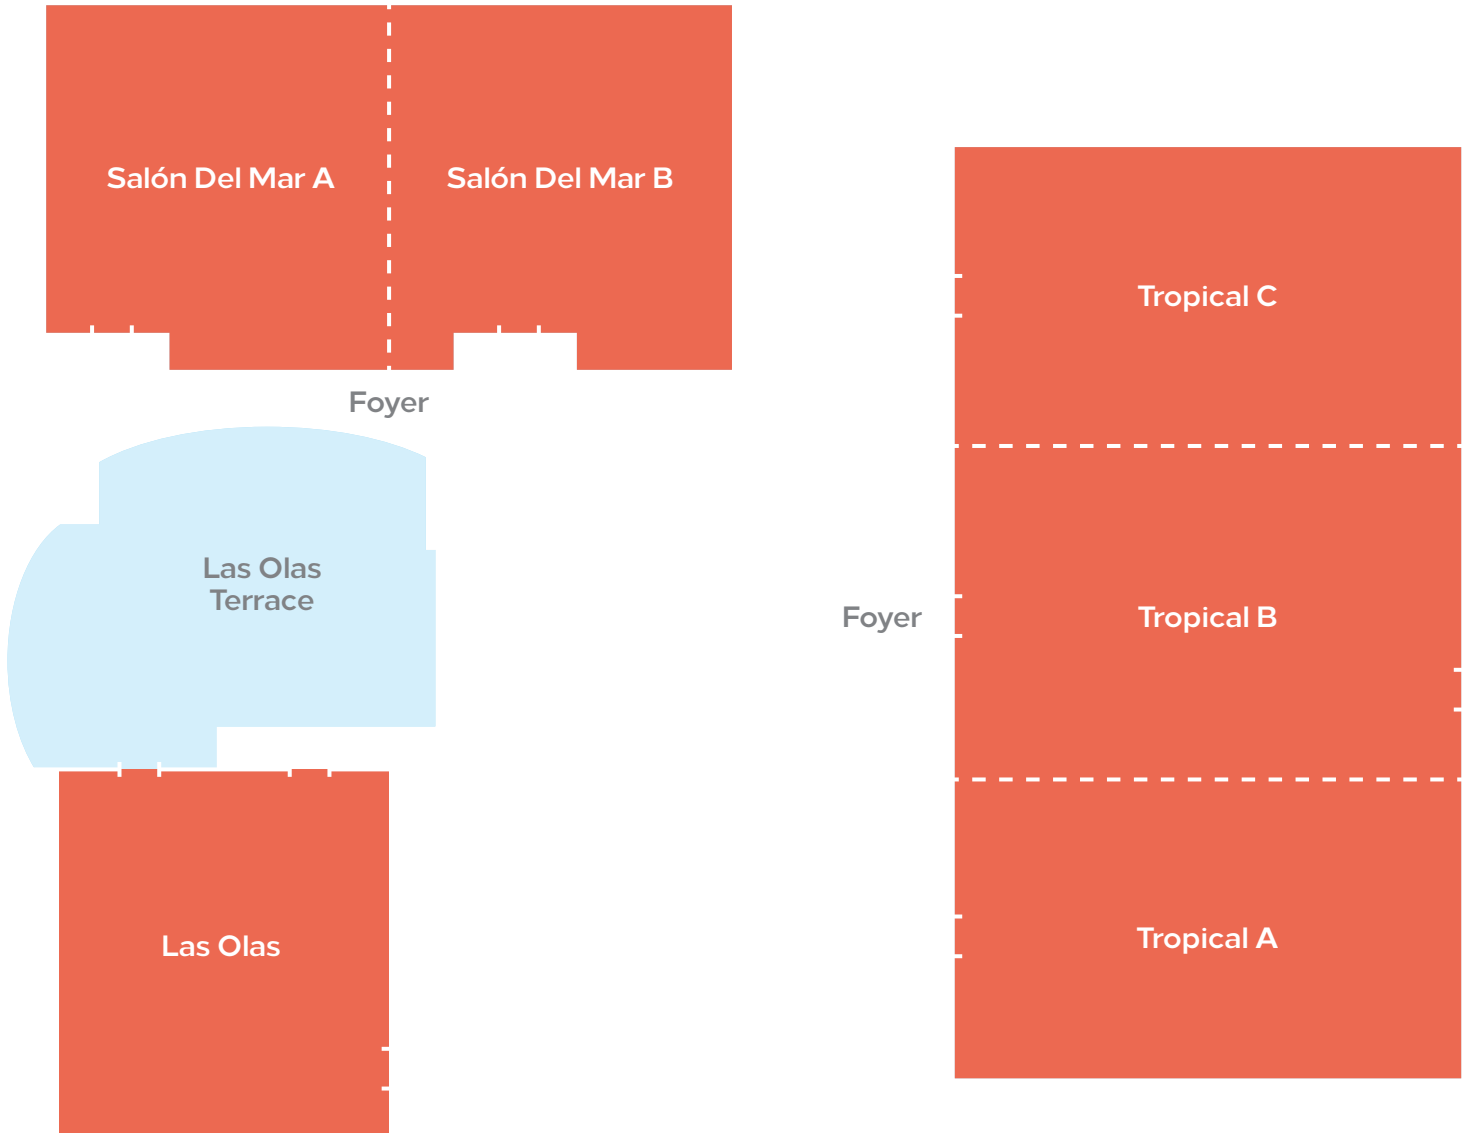 Salón Del Mar A
Salón Del Mar B
Foyer
Las Olas
Terrace
Las Olas
Tropical C
Foyer
Tropical B
Tropical A